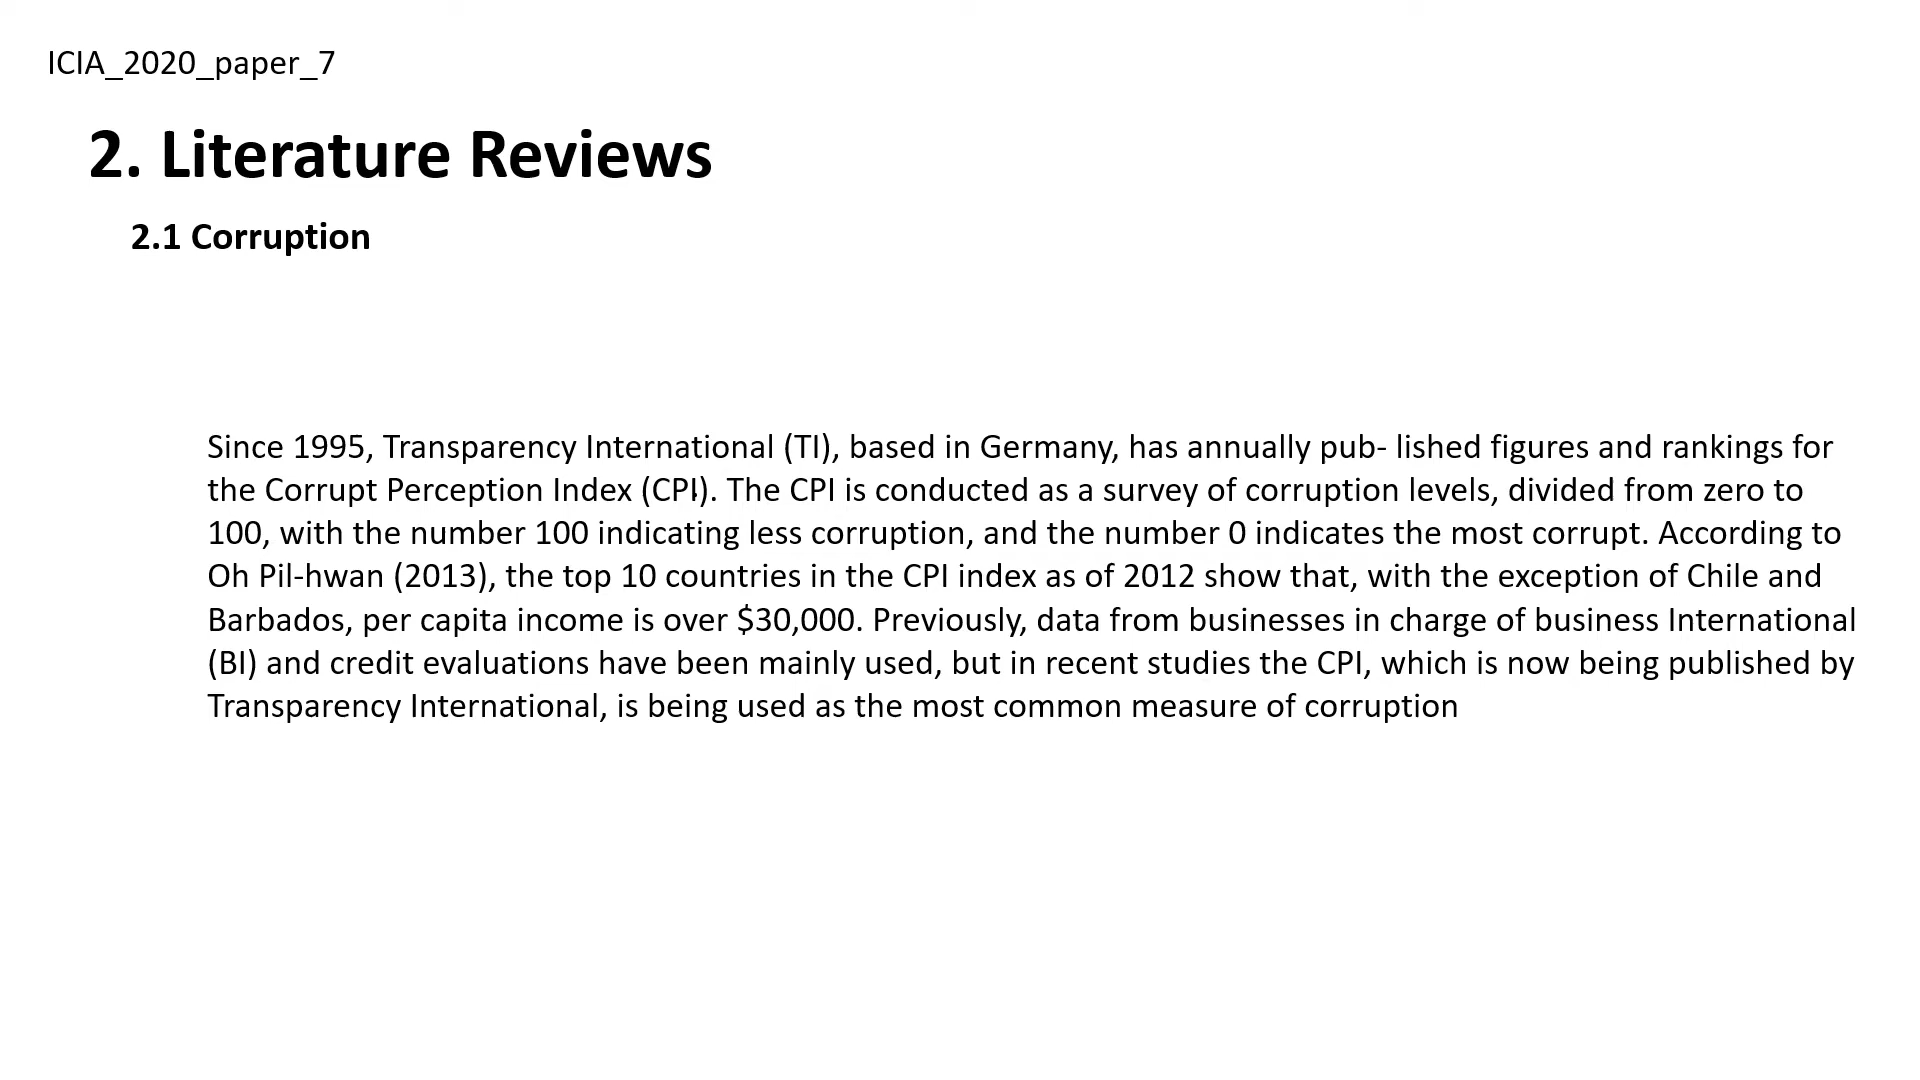 ICIA_2020_paper_7
2. Literature Reviews
2.1 Corruption
Since 1995, Transparency International (TI), based in Germany, has annually pub- lished figures and rankings for
the Corrupt Perception Index (CPI). The CPI is conducted as a survey of corruption levels, divided from zero to
100, with the number 100 indicating less corruption, and the number 0 indicates the most corrupt. According to
Oh Pil-hwan (2013), the top 10 countries in the CPI index as of 2012 show that, with the exception of Chile and
Barbados, per capita income is over $30,000. Previously, data from businesses in charge of business International
(BI) and credit evaluations have been mainly used, but in recent studies the CPI, which is now being published by
Transparency International, is being used as the most common measure of corruption